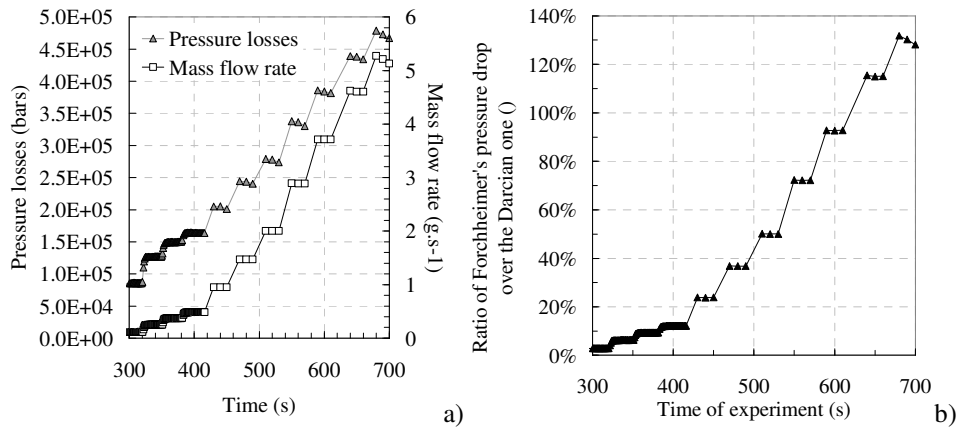 5.0E+05
4.5E+05
4.0E+05
3.5E+05
3.0E+05
2.5E+05
2.0E+05
1.5E+05
1.0E+05
5.0E+04
0.0E+00
Pressure losses (bars)
Pressure losses
Mass flow rate
6
5
4
3
2
1
0
Mass flow rate (g.s-1)
300
400
500
600
700
Time (s)
a)
140%
120%
100%
80%
60%
40%
20%
0%
Ratio of Forchheimer's pressure drop
over the Darcian one ()
300
400
500
600
700
Time of experiment (s)
b)